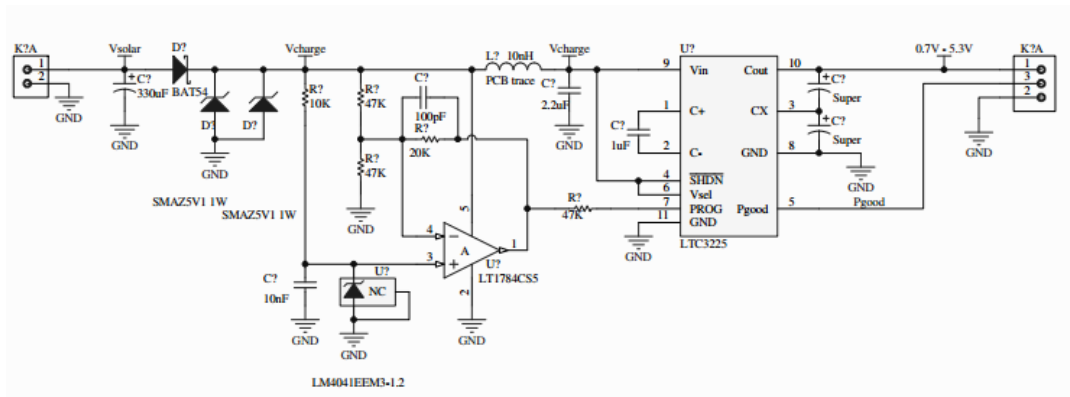 K?A
Vsolar
D?
Vcharge
L? 10nH
Vcharge
U?
0.7V - 5.3V
K?A
1
2
+ C?
330uF
BAT54
R?
10K
R?
47K
C?
100pF
PCB trace
C?
2.2uF
9 Vin
Cout 10
+ C?
Super
1
3
2
GND
D?
D?
GND
GND
R?
20K
GND
C?
1uF
1 C+
2 C-
CX 3
+ C?
Super
GND 8
GND
GND
R?
47K
SMAZ5V1 1W
SMAZ5V1 1W
GND
4 SHDN
6 Vsel
7 PROG
11 GND
Pgood 5
Pgood
R?
47K
GND
LTC3225
5
4 −
3 +
A
1
U?
LT1784CS5
2
C?
10nF
U?
NC
GND
GND
GND
LM4041EEM3-1.2